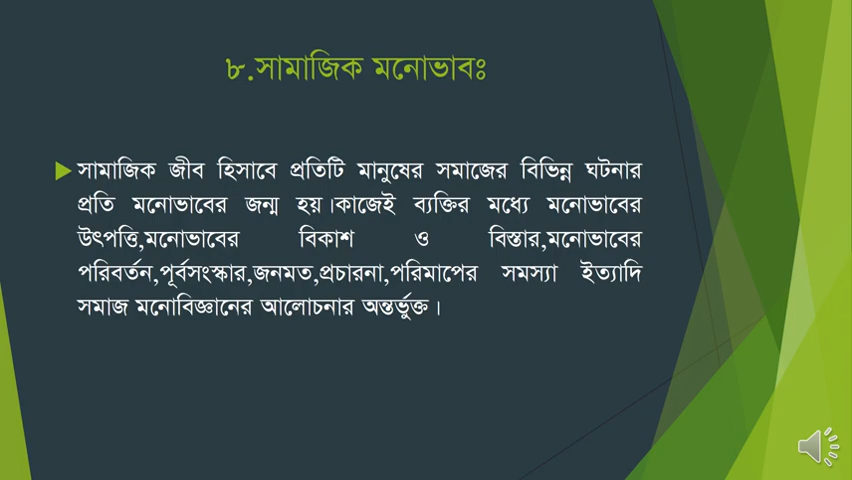 ৮.সামাজিক মনোভাবঃ
সামাজিক জীব হিসাবে প্রতিটি মানুষের সমাজের বিভিন্ন ঘটনার
প্রতি মনোভাবের জন্ম হয়।কাজেই ব্যক্তির মধ্যে মনোভাবের
উৎপত্তি,মনোভাবের বিকাশ ও বিস্তার,মনোভাবের
পরিবর্তন,পূর্বসংস্কার,জনমত,প্রচারনা,পরিমাপের সমস্যা ইত্যাদি
সমাজ মনোবিজ্ঞানের আলোচনার অন্তর্ভুক্ত।